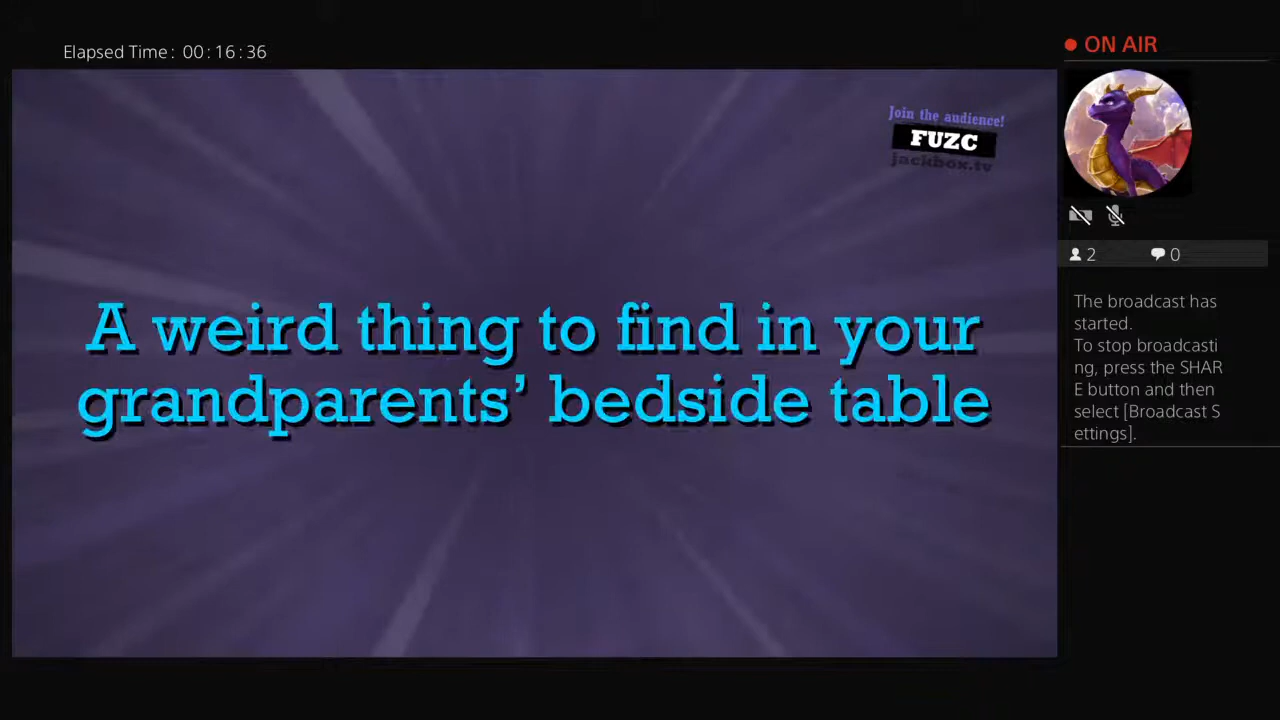 Elapsed Time: 00:16:36
ON AIR
Join the audience!
FUZC
jackbox.tv
2
0
A weird thing to find in your
grandparents’ bedside table
The broadcast has
started.
To stop broadcasti
ng, press the SHAR
E button and then
select [Broadcast S
ettings].